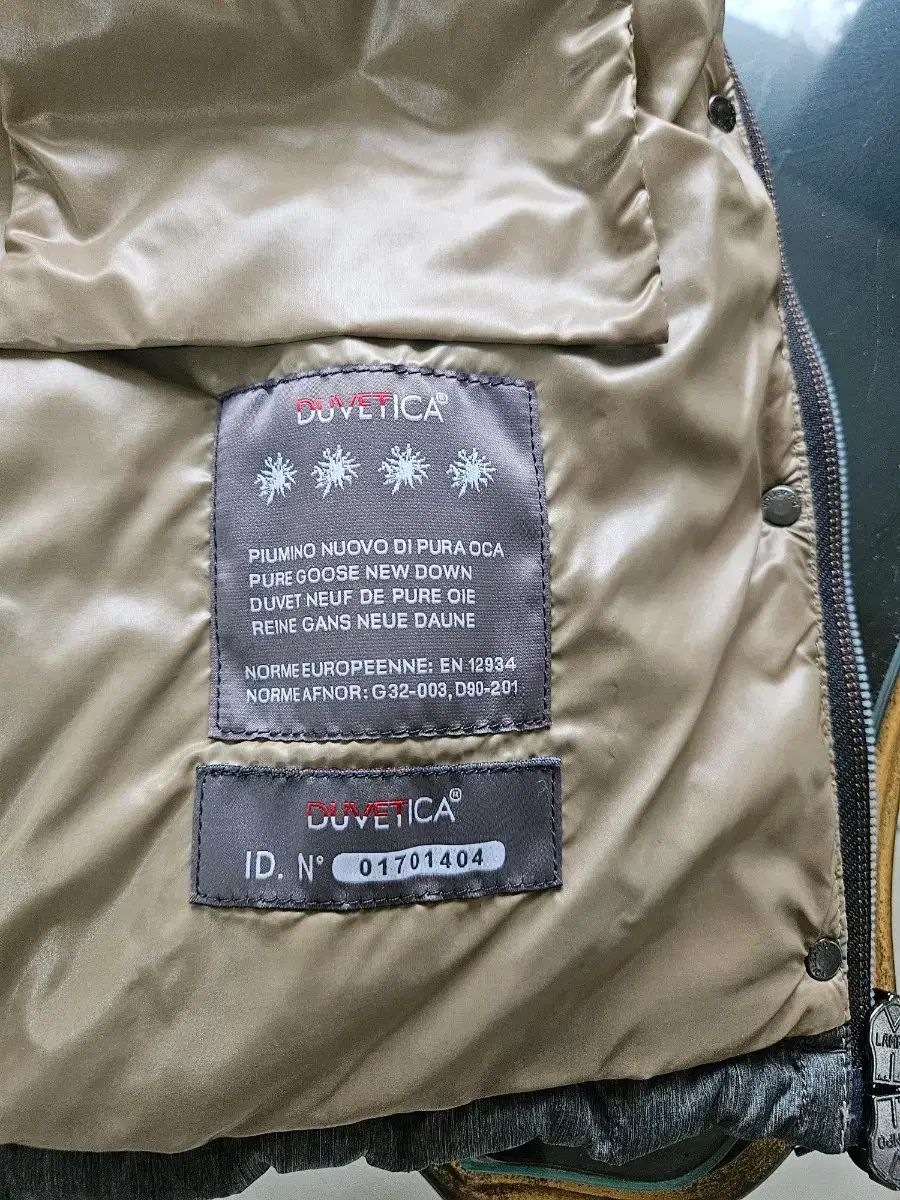 DUVETICA®
PIUMINO NUOVO DI PURA OCA
PURE GOOSE NEW DOWN
DUVET NEUF DE PURE OIE
REINE GANS NEUE DAUNE
NORME EUROPEENNE: EN 12934
NORME AFNOR: G32-003, D90-201
DUVETICA®
ID. N° 01701404